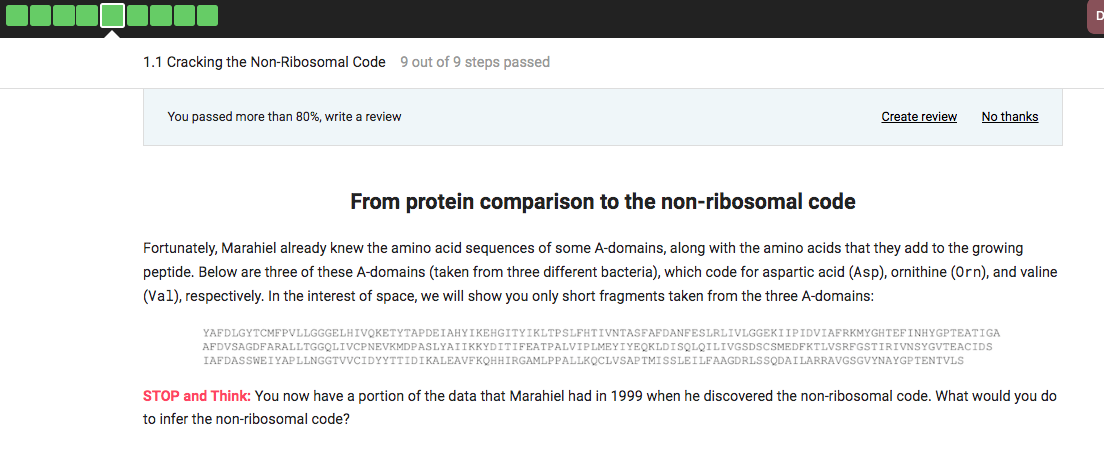 D
1.1 Cracking the Non-Ribosomal Code 9 out of 9 steps passed
You passed more than 80%, write a review Create review No thanks
From protein comparison to the non-ribosomal code
Fortunately, Marahiel already knew the amino acid sequences of some A-domains, along with the amino acids that they add to the growing
peptide. Below are three of these A-domains (taken from three different bacteria), which code for aspartic acid (Asp), ornithine (Orn), and valine
(Val), respectively. In the interest of space, we will show you only short fragments taken from the three A-domains:
YAFDLGYTCMFPVLLGGGELHIVQKETYTAPDEIAHYIKEHGITYIKLTPSLFHTIVNTASFAFDANFESLRLIVLGGEKIIPIDVIAFRKMYGHTEFINHYGPTEATIGA
AFDVSAGDFARALLTGGQLIVCPNEVKMDPASLYAIIKKYDITIFEATPALVIPLMEYIYEQKLDISQLQILIVGSDSCSMEDFKTLVSRFGSTIRIVNSYGVTEACIDS
IAFDASSWEIYAPLLNGGTVVCIDYYTTIDIKALEAVFKQHHIRGAMLPPALLKQCLVSAPTMISSLEILFAAGDRLSSQDAILARRAVGSGVYNAYGPTENTVLS
STOP and Think: You now have a portion of the data that Marahiel had in 1999 when he discovered the non-ribosomal code. What would you do
to infer the non-ribosomal code?